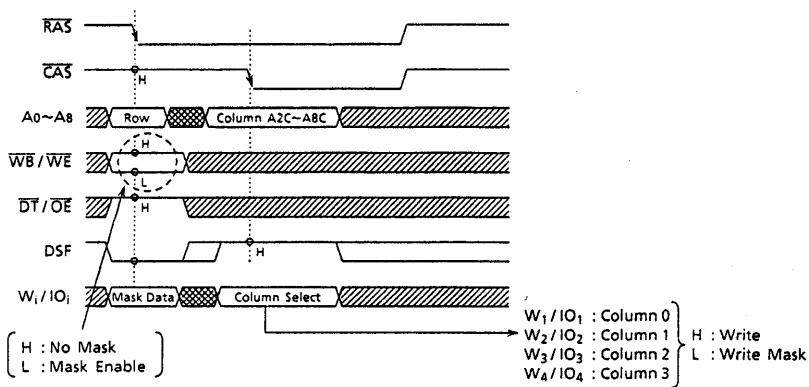 RAS
CAS
H
A0~A8
Row
Column A2C~A8C
WB / WE
H
L
DT / OE
H
DSF
H
Wi / IOi
Mask Data
Column Select
H : No Mask
L : Mask Enable
W1 / IO1 : Column 0
W2 / IO2 : Column 1
W3 / IO3 : Column 2
W4 / IO4 : Column 3
H : Write
L : Write Mask